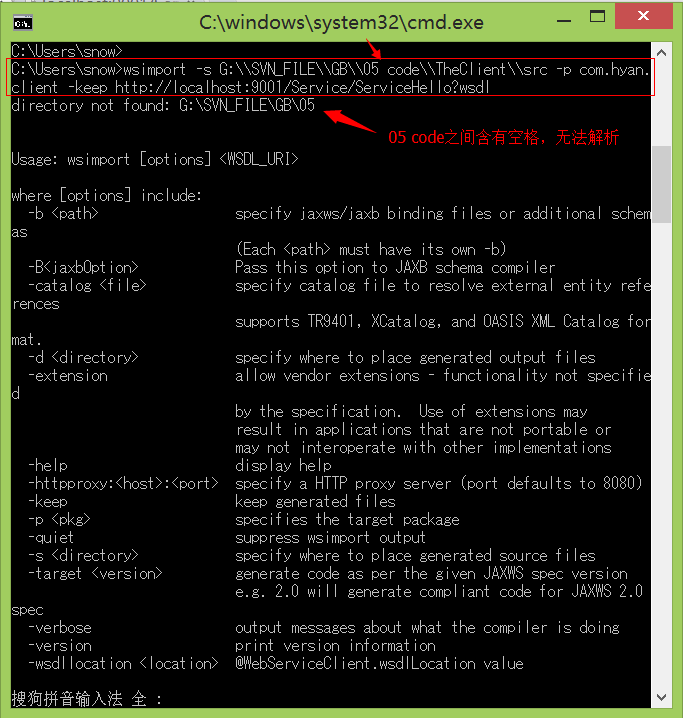 C:\windows\system32\cmd.exe
C:\Users\snow>
C:\Users\snow>wsimport -s G:\\SVN_FILE\\GB\\05 code\\TheClient\\src -p com.hyan.
client -keep http://localhost:9001/Service/ServiceHello?wsdl
directory not found: G:\SVN_FILE\GB\05
05 code之间含有空格，无法解析
Usage: wsimport [options] <WSDL_URI>
where [options] include:
-b <path> specify jaxws/jaxb binding files or additional schem
as
(Each <path> must have its own -b)
-B<jaxbOption> Pass this option to JAXB schema compiler
-catalog <file> specify catalog file to resolve external entity refe
rences
supports TR9401, XCatalog, and OASIS XML Catalog for
mat.
-d <directory> specify where to place generated output files
-extension allow vendor extensions - functionality not specifie
d
by the specification.  Use of extensions may
result in applications that are not portable or
may not interoperate with other implementations
-help display help
-httpproxy:<host>:<port> specify a HTTP proxy server (port defaults to 8080)
-keep keep generated files
-p <pkg> specifies the target package
-quiet suppress wsimport output
-s <directory> specify where to place generated source files
-target <version> generate code as per the given JAXWS spec version
e.g. 2.0 will generate compliant code for JAXWS 2.0
spec
-verbose output messages about what the compiler is doing
-version print version information
-wsdllocation <location> @WebServiceClient.wsdlLocation value
搜狗拼音输入法 全 :